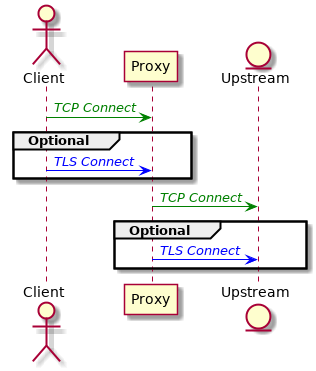 Client
Proxy
Upstream
TCP Connect
Optional
TLS Connect
TCP Connect
Optional
TLS Connect
Client
Proxy
Upstream